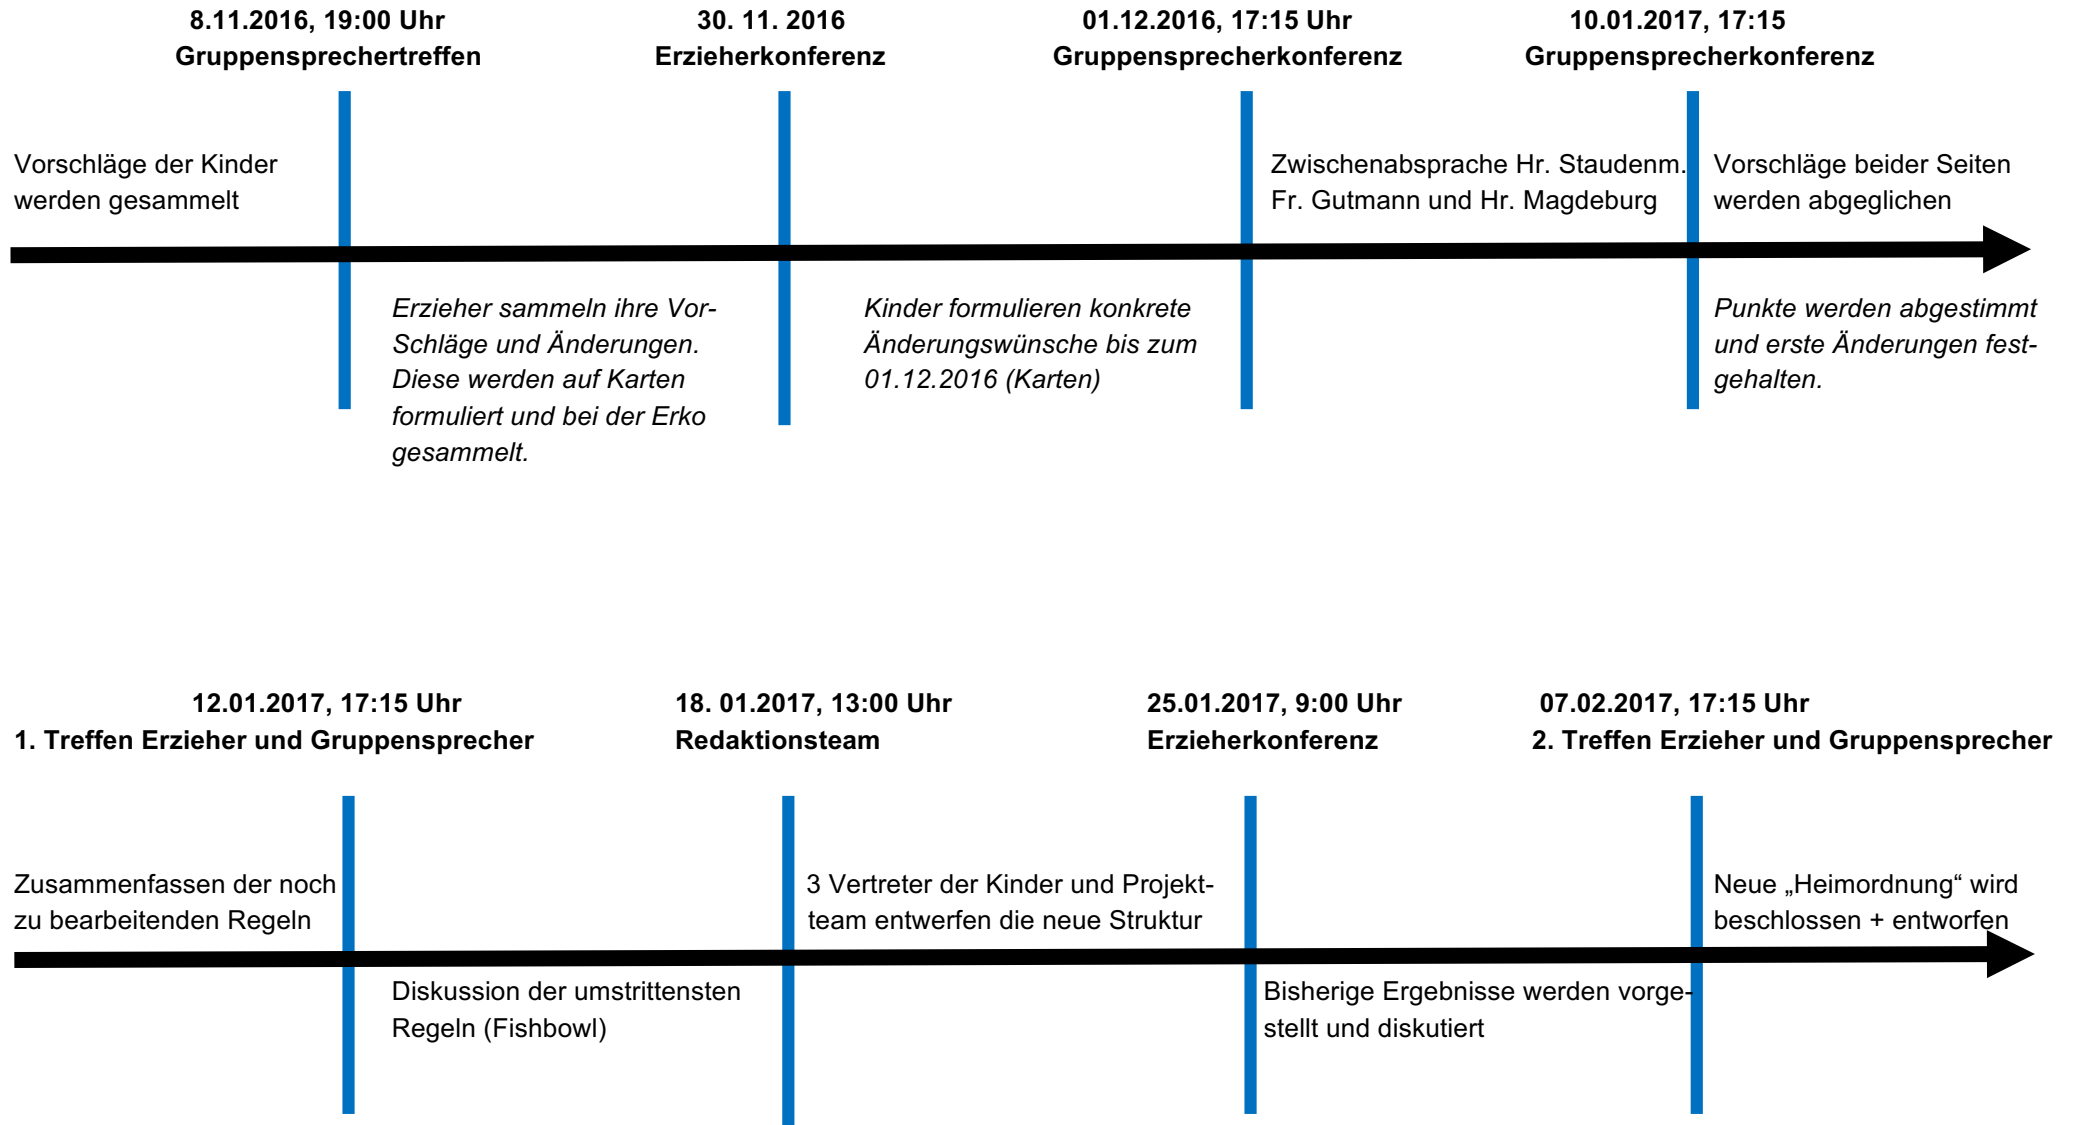 8.11.2016, 19:00 Uhr
Gruppensprechertreffen
30. 11. 2016
Erzieherkonferenz
01.12.2016, 17:15 Uhr
Gruppensprecherkonferenz
10.01.2017, 17:15
Gruppensprecherkonferenz
Vorschläge der Kinder
werden gesammelt
Zwischenabsprache Hr. Staudenm.
Fr. Gutmann und Hr. Magdeburg
Vorschläge beider Seiten
werden abgeglichen
Erzieher sammeln ihre Vor-
Schläge und Änderungen.
Diese werden auf Karten
formuliert und bei der Erko
gesammelt.
Kinder formulieren konkrete
Änderungswünsche bis zum
01.12.2016 (Karten)
Punkte werden abgestimmt
und erste Änderungen fest-
gehalten.
12.01.2017, 17:15 Uhr
1. Treffen Erzieher und Gruppensprecher
18. 01.2017, 13:00 Uhr
Redaktionsteam
25.01.2017, 9:00 Uhr
Erzieherkonferenz
07.02.2017, 17:15 Uhr
2. Treffen Erzieher und Gruppensprecher
Zusammenfassen der noch
zu bearbeitenden Regeln
3 Vertreter der Kinder und Projekt-
team entwerfen die neue Struktur
Neue „Heimordnung“ wird
beschlossen + entworfen
Diskussion der umstrittensten
Regeln (Fishbowl)
Bisherige Ergebnisse werden vorge-
stellt und diskutiert